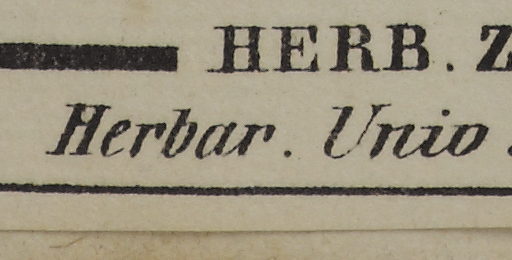 HERB. Z
Herbar. Unio